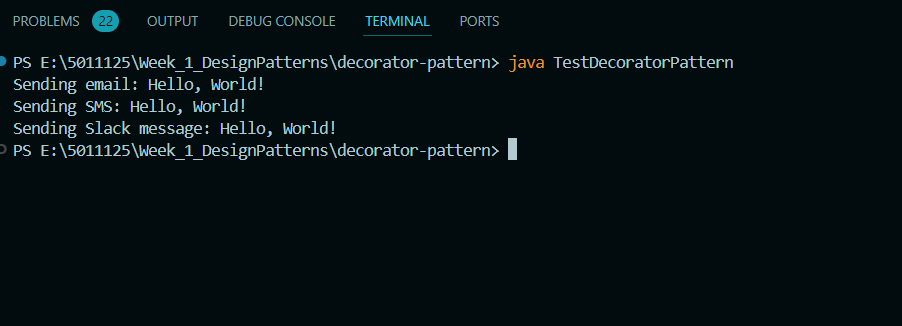 PROBLEMS 22 OUTPUT DEBUG CONSOLE TERMINAL PORTS
PS E:\5011125\Week_1_DesignPatterns\decorator-pattern> java TestDecoratorPattern
Sending email: Hello, World!
Sending SMS: Hello, World!
Sending Slack message: Hello, World!
PS E:\5011125\Week_1_DesignPatterns\decorator-pattern>